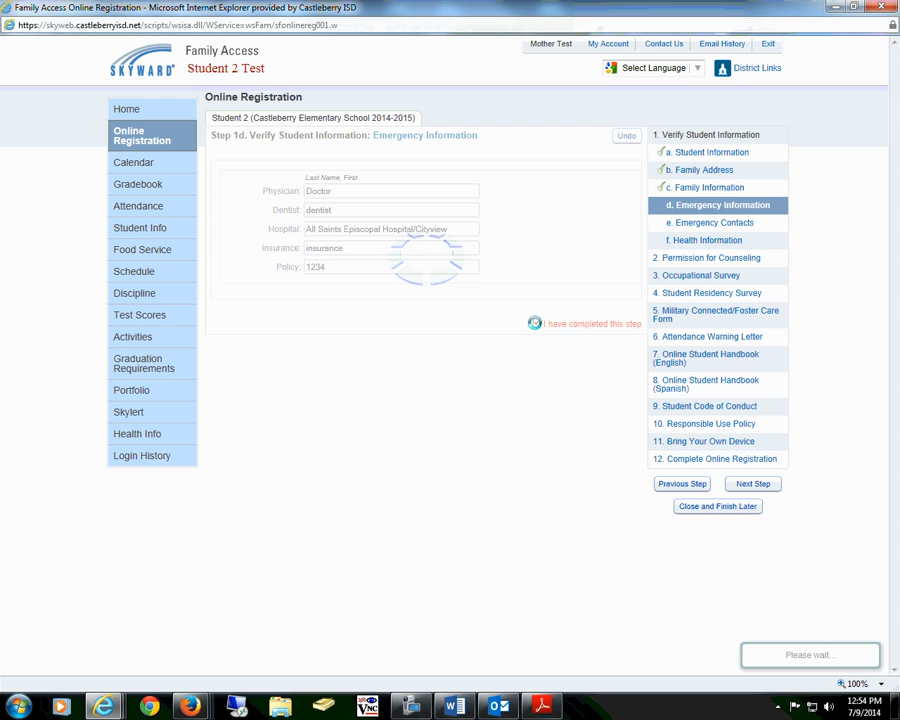 Family Access Online Registration - Microsoft Internet Explorer provided by Castleberry ISD
https://skyweb.castleberryisd.net/scripts/wsisa.dll/WService=wsFam/sfonlinereg001.w
SKYWARD
Family Access
Student 2 Test
Mother Test
My Account
Contact Us
Email History
Exit
Select Language
District Links
Home
Online
Registration
Calendar
Gradebook
Attendance
Student Info
Food Service
Schedule
Discipline
Test Scores
Activities
Graduation
Requirements
Portfolio
Skylert
Health Info
Login History
Online Registration
Student 2 (Castleberry Elementary School 2014-2015)
Step 1d. Verify Student Information: Emergency Information
Undo
Last Name, First
Physician: Doctor
Dentist: dentist
Hospital: All Saints Episcopal Hospital/Cityview
Insurance: insurance
Policy: 1234
I have completed this step
1. Verify Student Information
a. Student Information
b. Family Address
c. Family Information
d. Emergency Information
e. Emergency Contacts
f. Health Information
2. Permission for Counseling
3. Occupational Survey
4. Student Residency Survey
5. Military Connected/Foster Care
Form
6. Attendance Warning Letter
7. Online Student Handbook
(English)
8. Online Student Handbook
(Spanish)
9. Student Code of Conduct
10. Responsible Use Policy
11. Bring Your Own Device
12. Complete Online Registration
Previous Step
Next Step
Close and Finish Later
Please wait...
100%
VNC
12:54 PM
7/9/2014